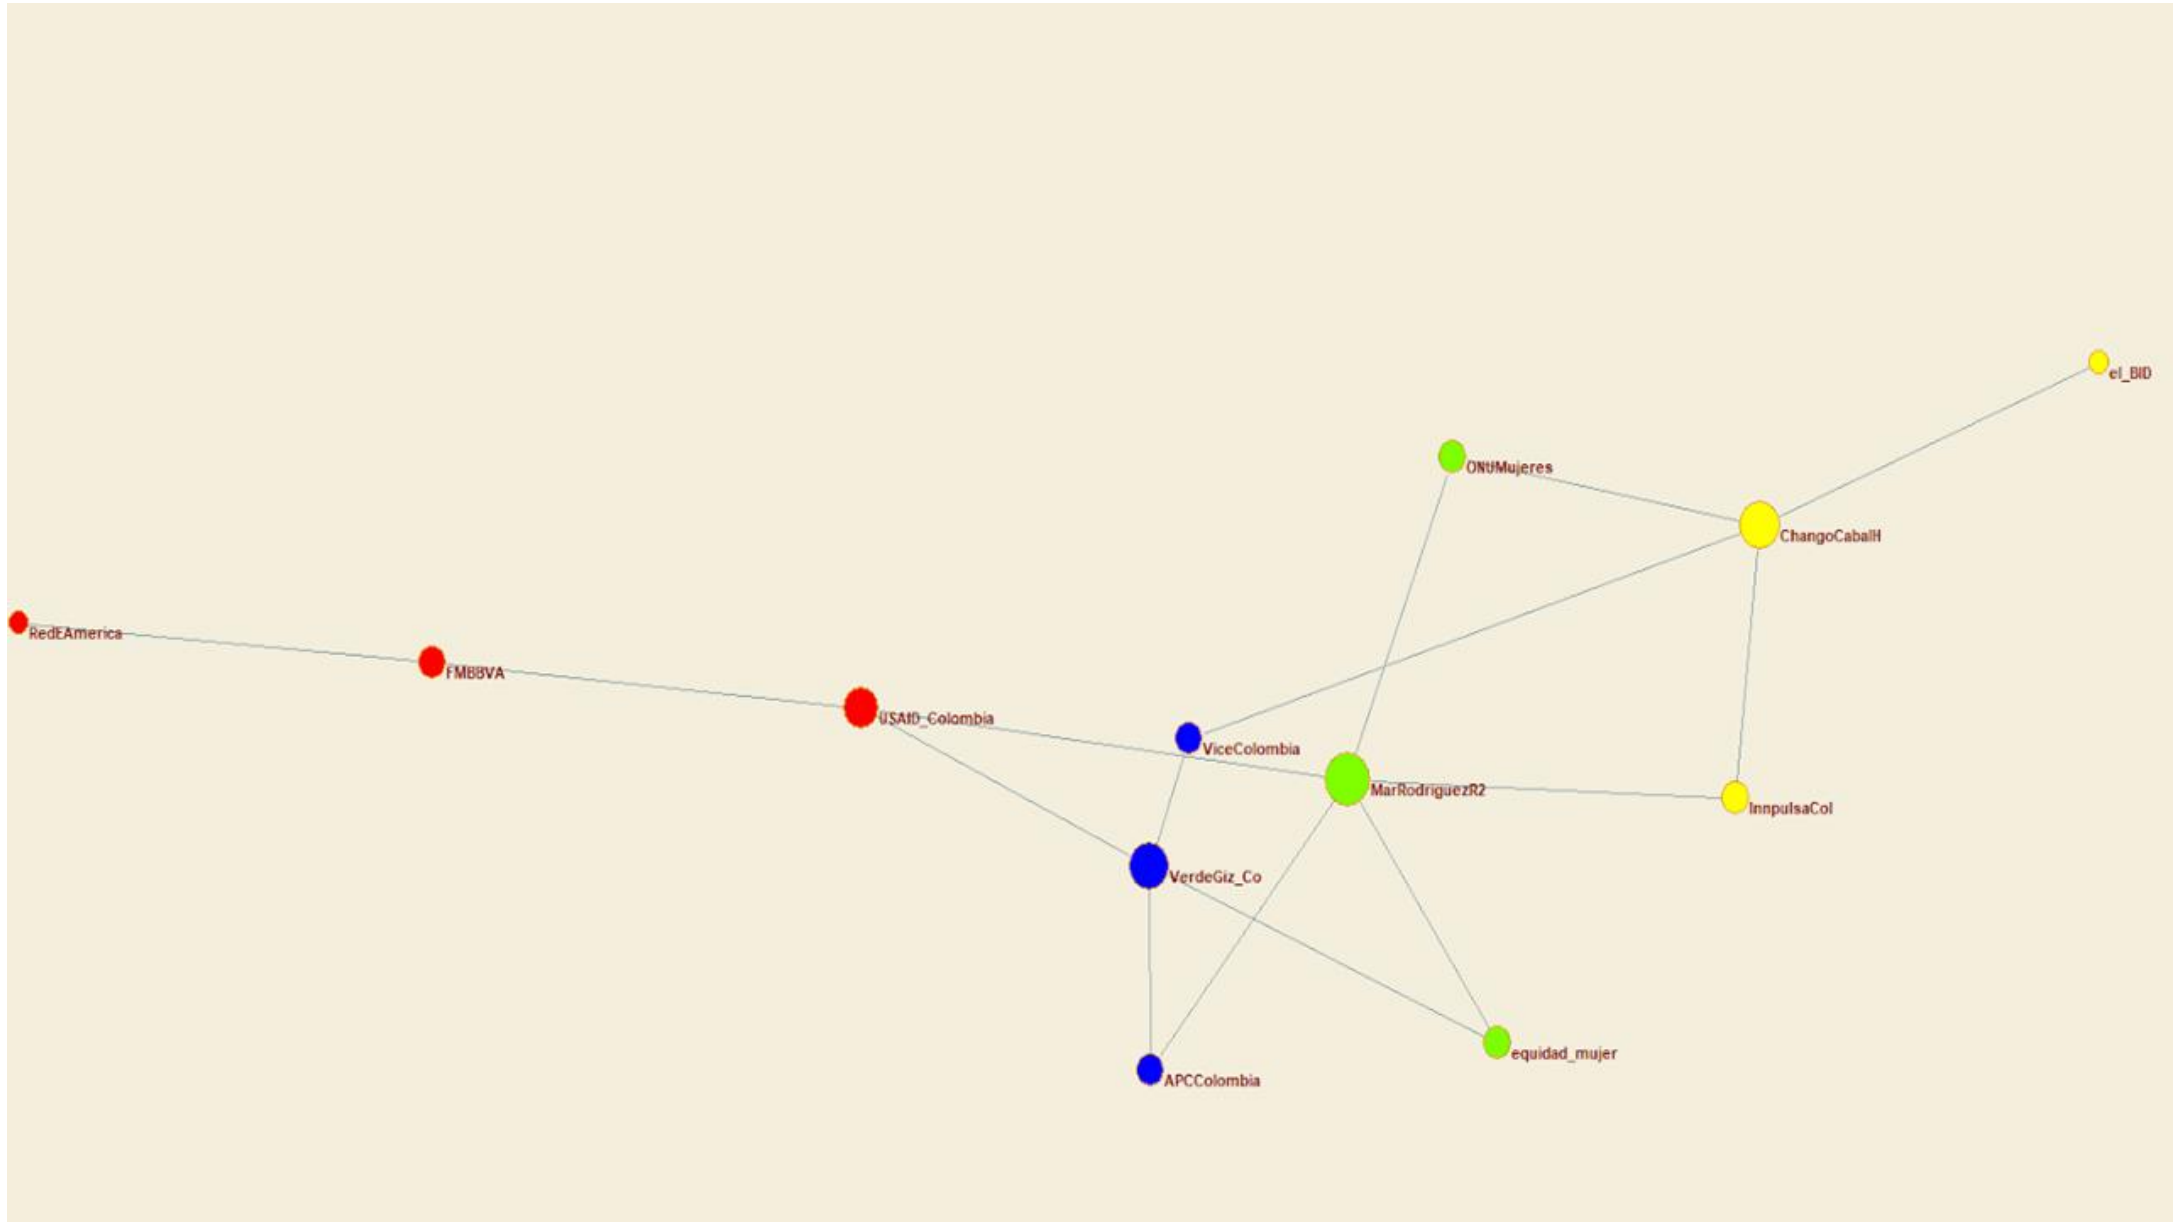 el_BID
ONUMujeres
ChangoCabalH
RedEAmerica
FMBBVA
USAID_Colombia
ViceColombia
MarRodriguezR2
InnpulsaCol
VerdeGiz_Co
equidad_mujer
APCColombia